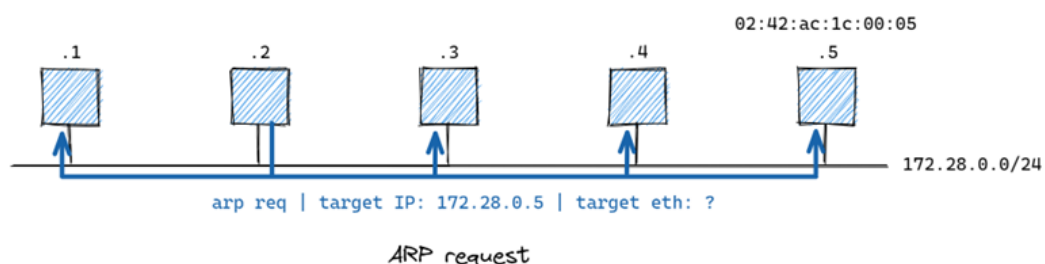 02:42:ac:1c:00:05
.1 .2 .3 .4 .5
172.28.0.0/24
arp req | target IP: 172.28.0.5 | target eth: ?
ARP request